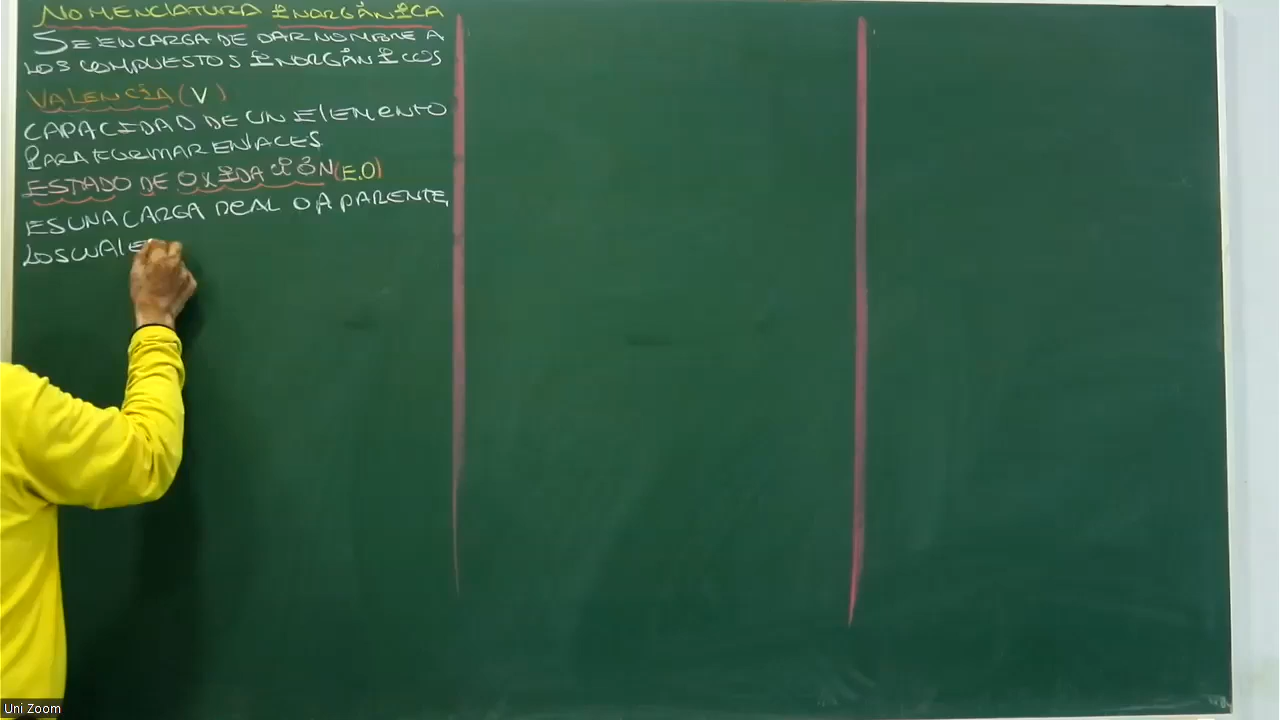 NOMENCLATURA INORGÁNICA
SE ENCARGA DE DAR NOMBRE A
LOS COMPUESTOS INORGÁNICOS
VALENCIA (V)
CAPACIDAD DE UN ElEMENTO
PARA FORMAR ENlACES
ESTADO DE OXIDACIÓN (E.O)
ES UNA CARGA REAL O APARENTE,
LOS CUAlE
Uni Zoom